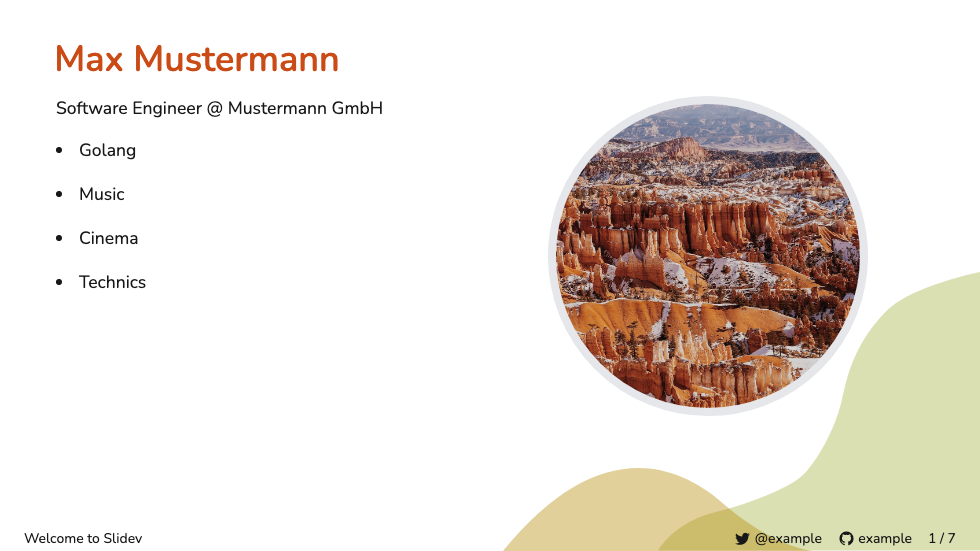 Max Mustermann
Software Engineer @ Mustermann GmbH
Golang
Music
Cinema
Technics
Welcome to Slidev
@example
example
1 / 7